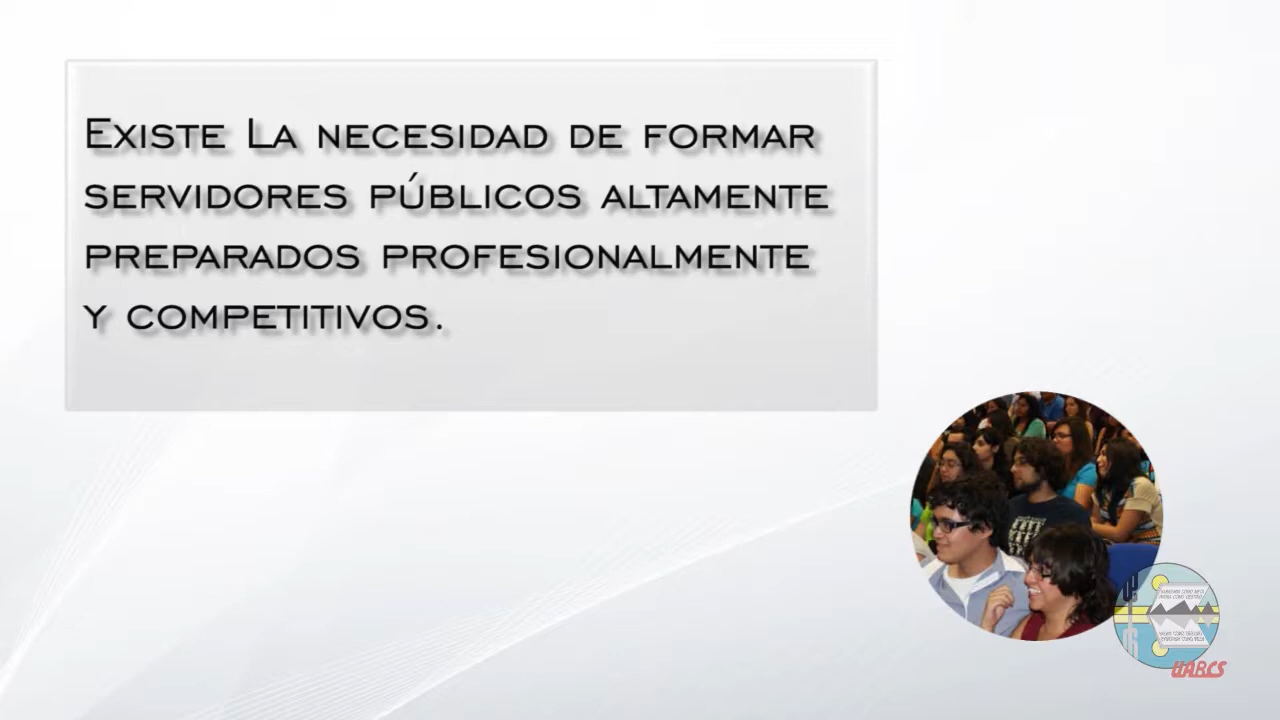 Existe La necesidad de formar
servidores públicos altamente
preparados profesionalmente
y competitivos.
UABCS